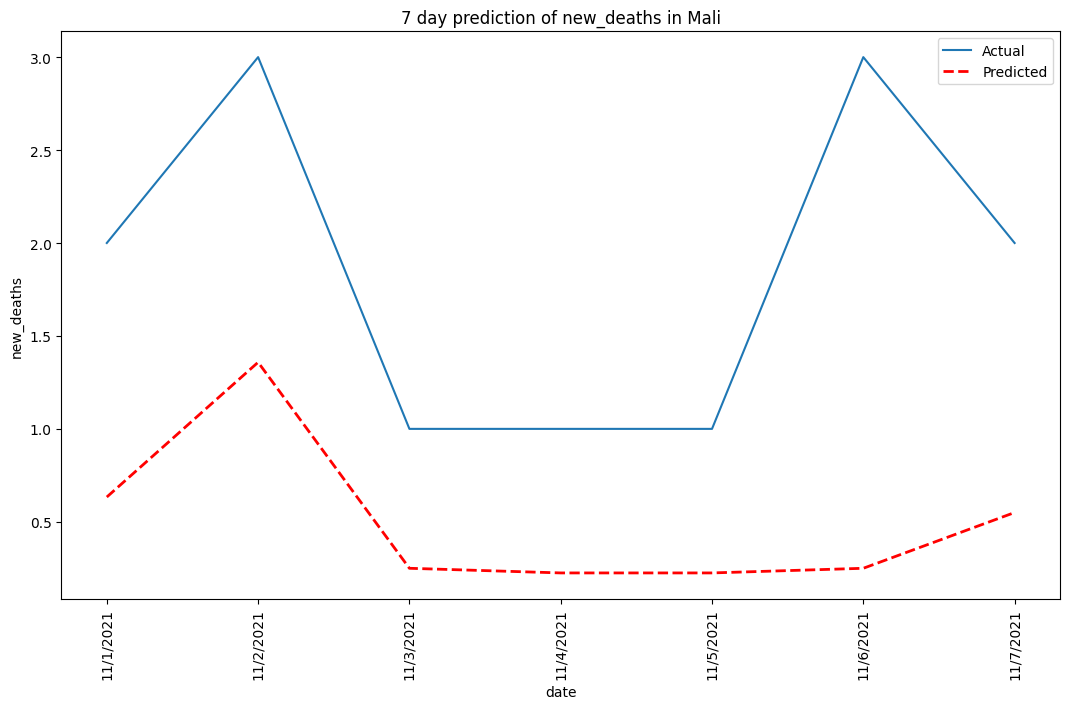 7 day prediction of new_deaths in Mali
Actual
Predicted
3.0
2.5
2.0
1.5
1.0
0.5
new_deaths
11/1/2021
11/2/2021
11/3/2021
11/4/2021
11/5/2021
11/6/2021
11/7/2021
date